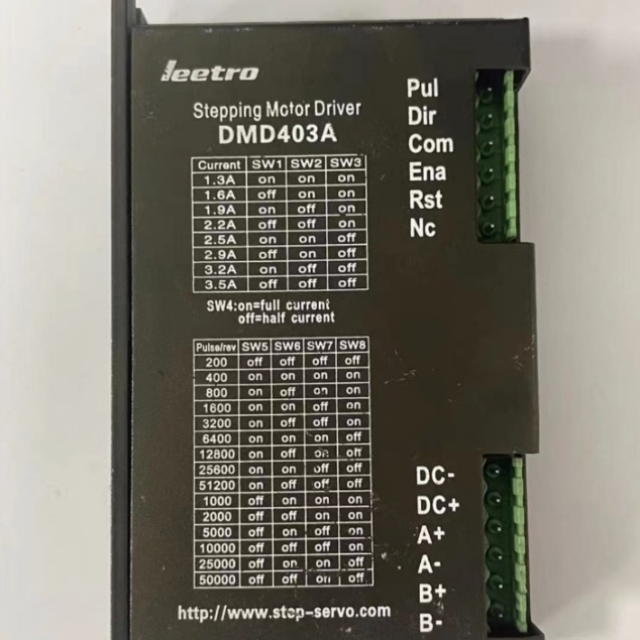 leetro
Stepping Motor Driver
DMD403A
Current SW1 SW2 SW3
1.3A on on on
1.6A off on on
1.9A on off on
2.2A off off on
2.5A on on off
2.9A off on off
3.2A on off off
3.5A off off off
SW4:on=full current
off=half current
Pulse/rev SW5 SW6 SW7 SW8
200 off off off off
400 on on on on
800 on off on on
1600 on on off on
3200 on off off on
6400 on on on off
12800 on off on off
25600 on on off off
51200 on off off off
1000 off on on on
2000 off off on on
5000 off on off on
10000 off off off on
25000 off on on off
50000 off off on off
http://www.step-servo.com
Pul
Dir
Com
Ena
Rst
Nc
DC-
DC+
A+
A-
B+
B-